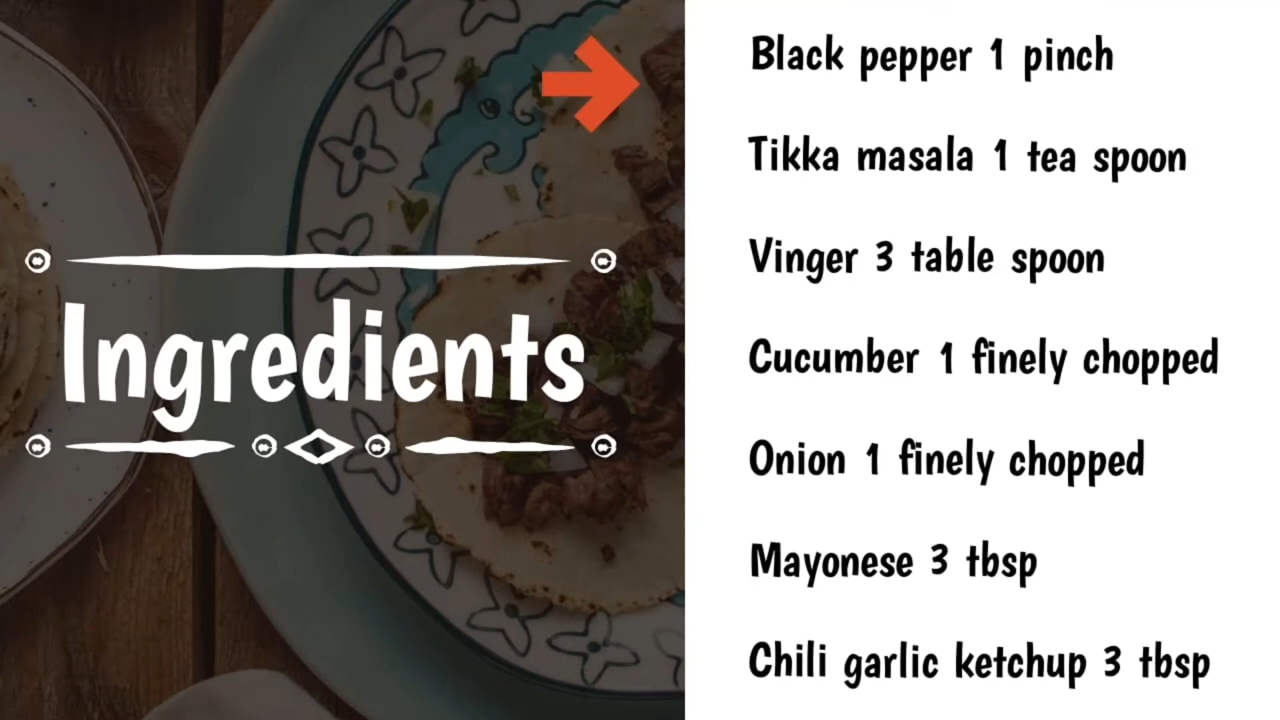 Ingredients
Black pepper 1 pinch
Tikka masala 1 tea spoon
Vinger 3 table spoon
Cucumber 1 finely chopped
Onion 1 finely chopped
Mayonese 3 tbsp
Chili garlic ketchup 3 tbsp